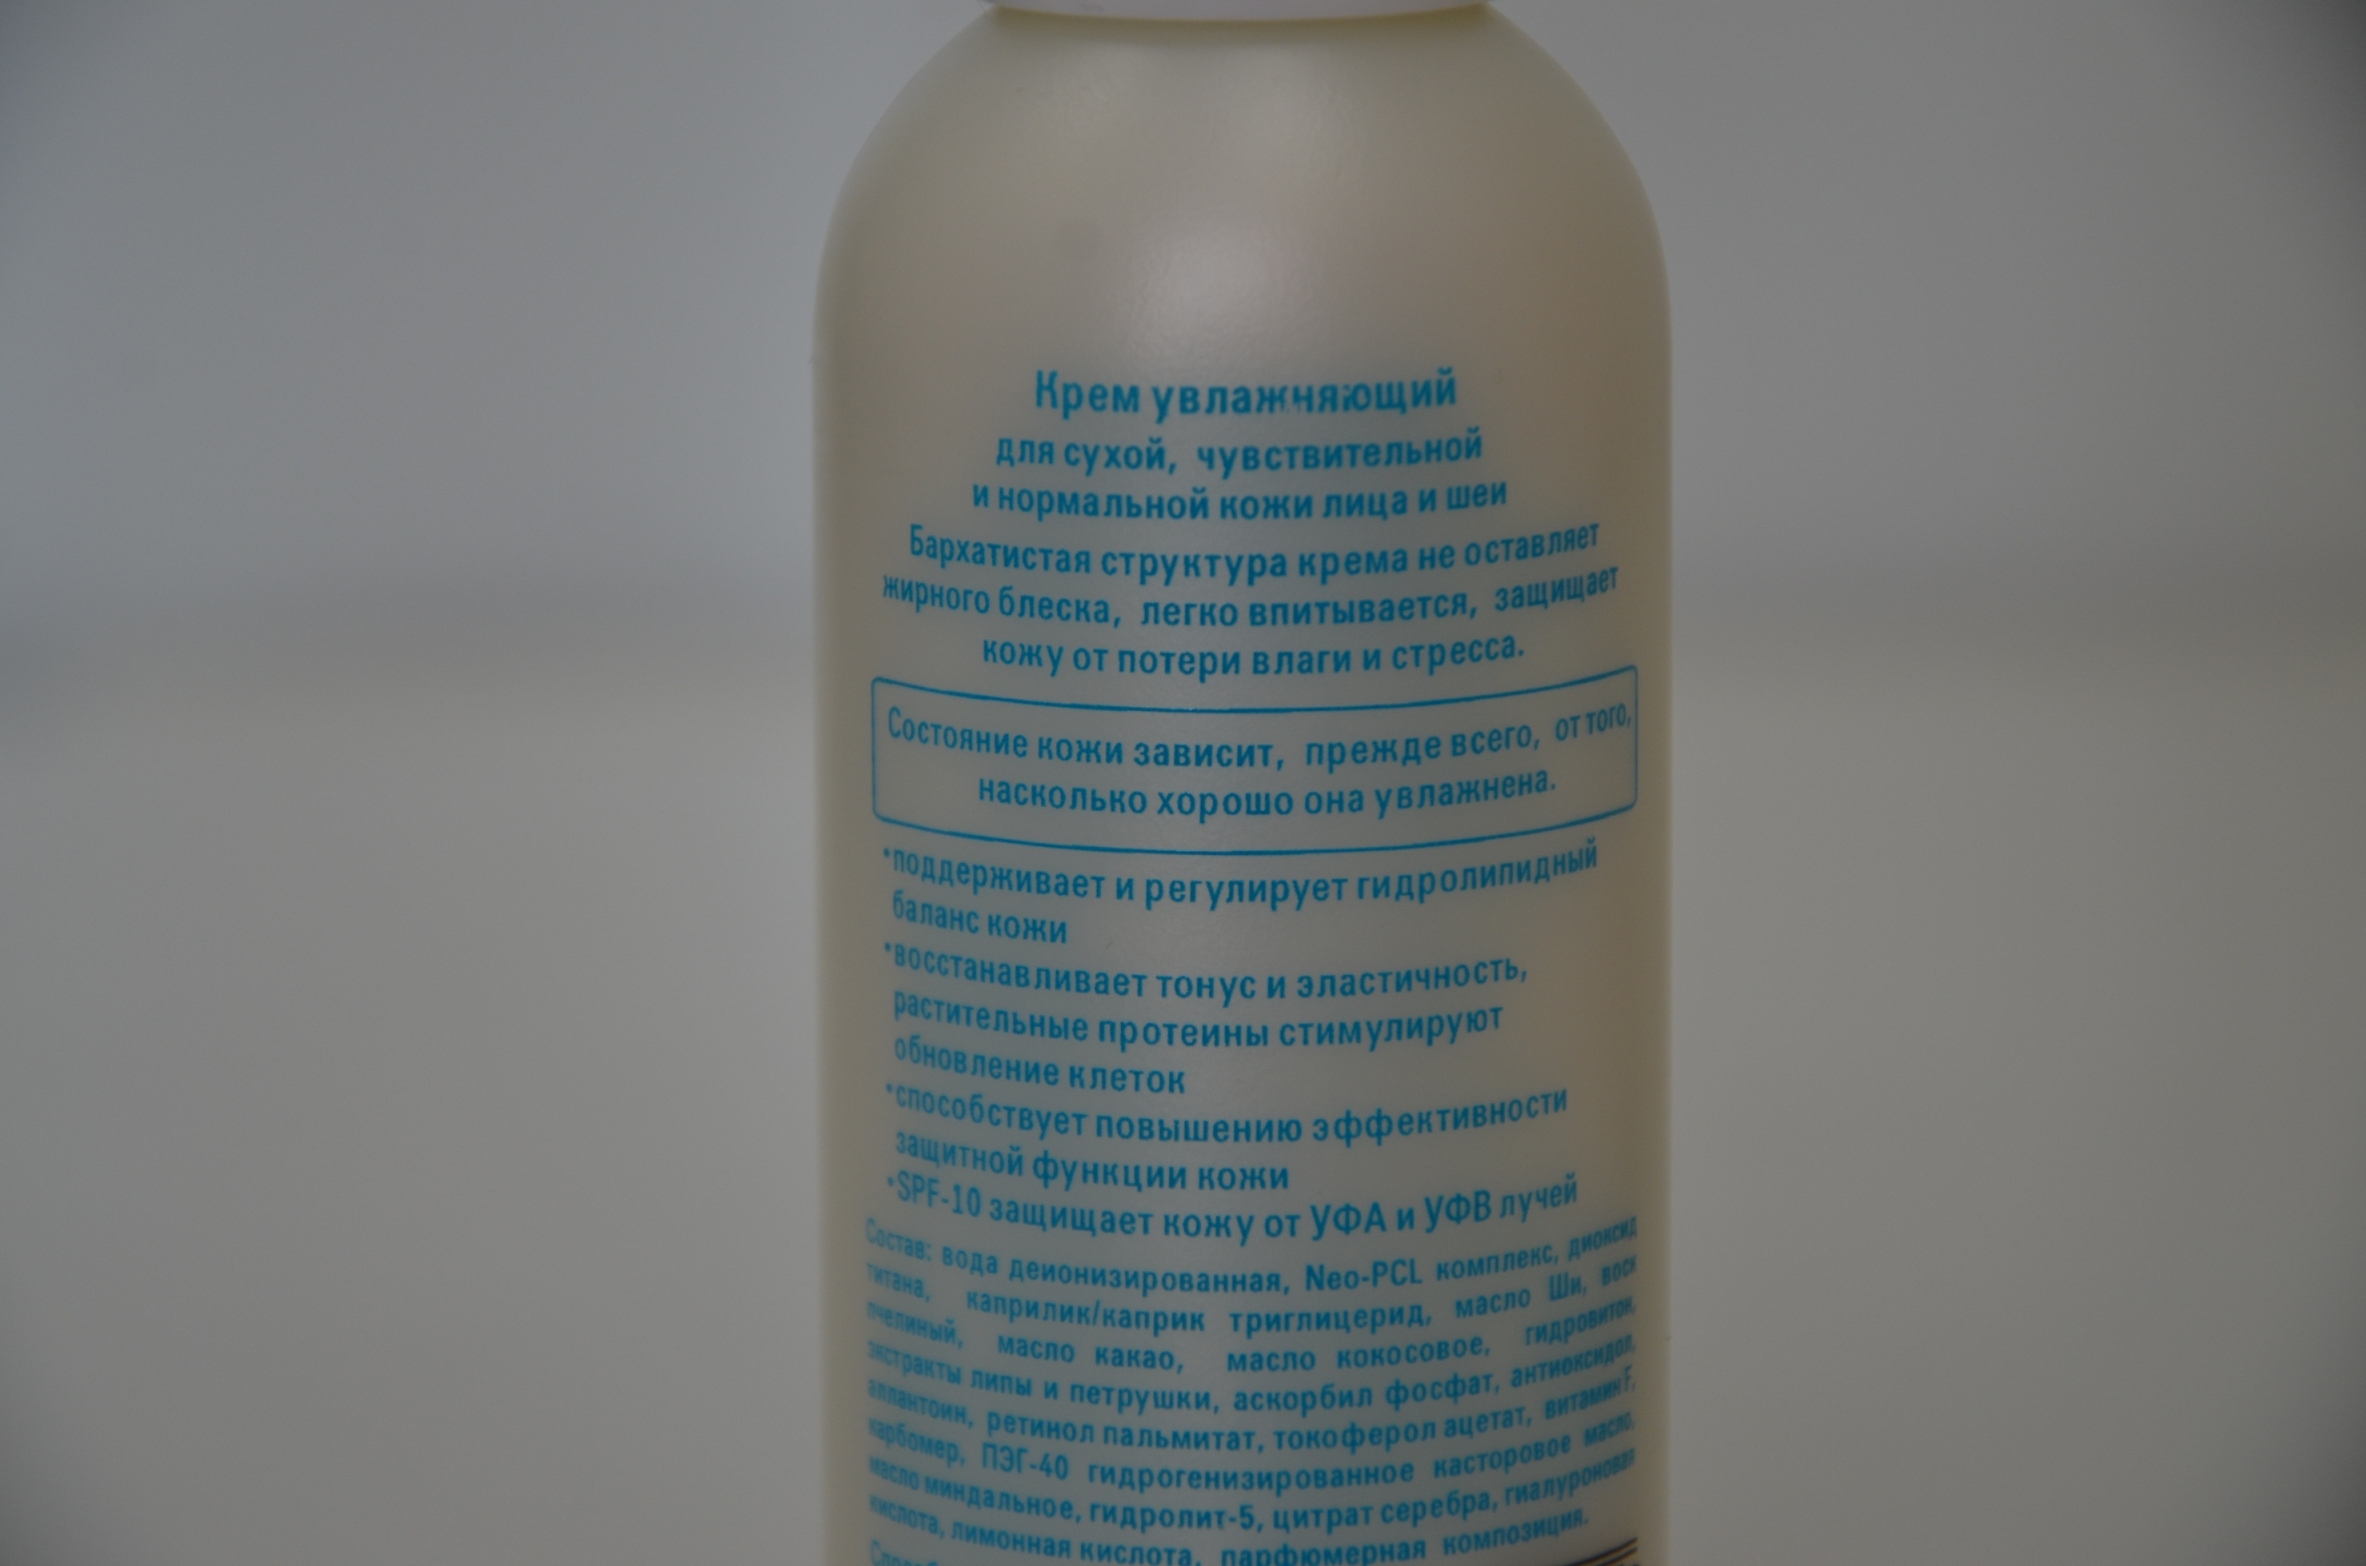 Крем увлажняющий
для сухой, чувствительной
и нормальной кожи лица и шеи
Бархатистая структура крема не оставляет
жирного блеска, легко впитывается, защищает
кожу от потери влаги и стресса.
Состояние кожи зависит, прежде всего, от того,
насколько хорошо она увлажнена.
•поддерживает и регулирует гидролипидный
баланс кожи
•восстанавливает тонус и эластичность,
растительные протеины стимулируют
обновление клеток
•способствует повышению эффективности
защитной функции кожи
•SPF-10 защищает кожу от УФА и УФВ лучей
Состав: вода деионизированная, Neo-PCL комплекс, диоксид
титана, каприлик/каприк триглицерид, масло Ши, воск
пчелиный, масло какао, масло кокосовое, гидровитон,
экстракты липы и петрушки, аскорбил фосфат, антиоксидол,
аллантоин, ретинол пальмитат, токоферол ацетат, витамин F,
карбомер, ПЭГ-40 гидрогенизированное касторовое масло,
масло миндальное, гидролит-5, цитрат серебра, гиалуроновая
кислота, лимонная кислота, парфюмерная композиция.